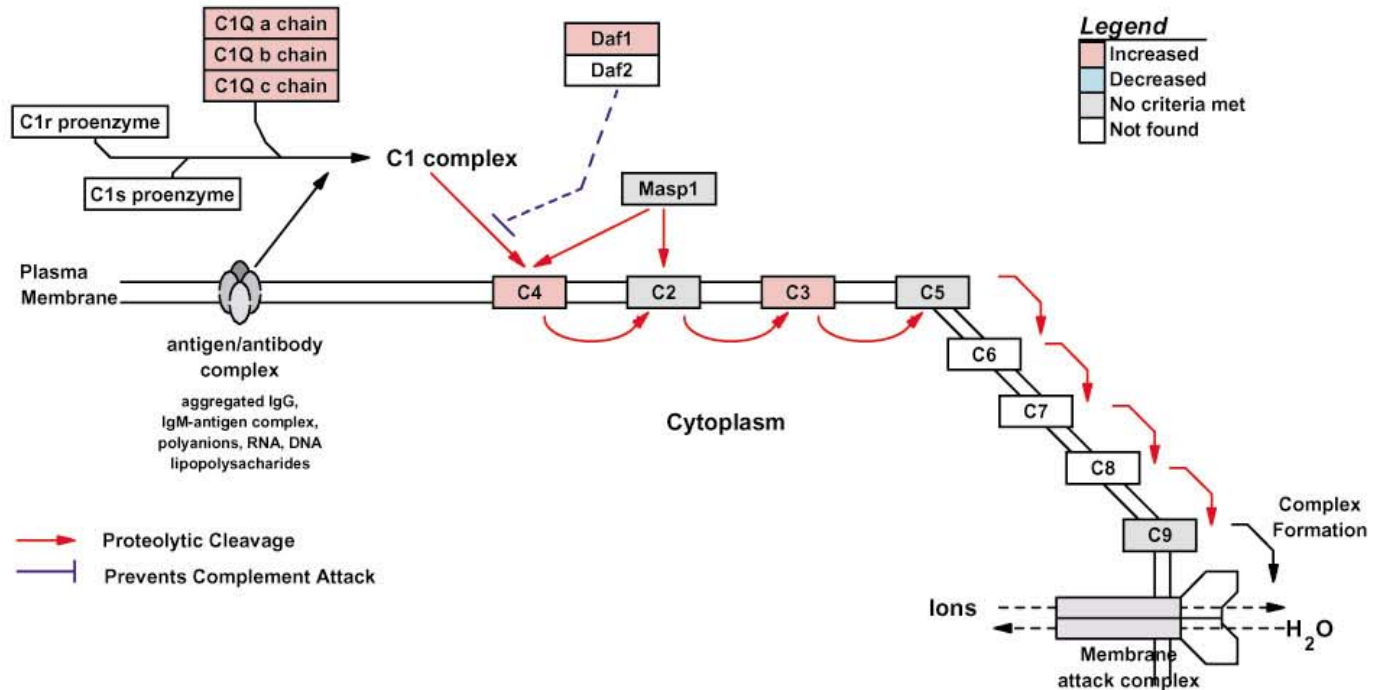 C1Q a chain
C1Q b chain
C1Q c chain
Daf1
Daf2
Legend
Increased
Decreased
No criteria met
Not found
C1r proenzyme
C1s proenzyme
C1 complex
Masp1
Plasma
Membrane
C4
C2
C3
C5
C6
C7
C8
C9
antigen/antibody
complex
aggregated IgG,
IgM-antigen complex,
polyanions, RNA, DNA
lipopolysacharides
Cytoplasm
Proteolytic Cleavage
Prevents Complement Attack
Complex
Formation
Ions
H2O
Membrane
attack complex